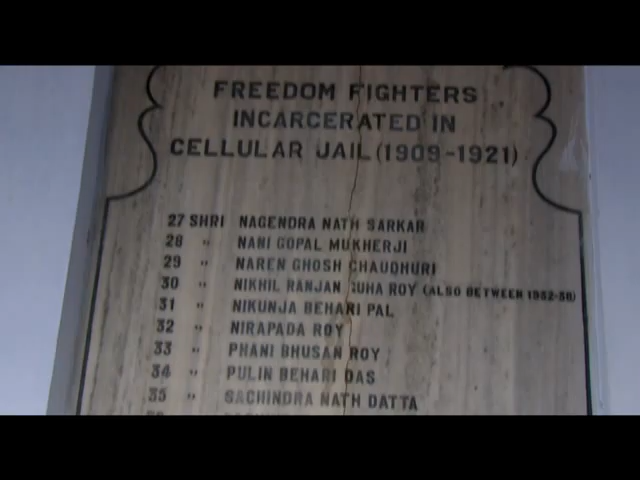 FREEDOM FIGHTERS
INCARCERATED IN
CELLULAR JAIL (1909-1921)
27 SHRI NAGENDRA NATH SARKAR
28 " NANI GOPAL MUKHERJI
29 " NAREN GHOSH CHAUDHURI
30 " NIKHIL RANJAN GUHA ROY (ALSO BETWEEN 1932-38)
31 " NIKUNJA BEHARI PAL
32 " NIRAPADA ROY
33 " PHANI BHUSAN ROY
34 " PULIN BEHARI DAS
35 " SACHINDRA NATH DATTA